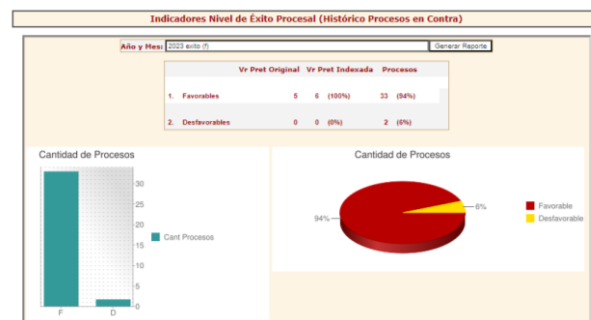 Indicadores Nivel de Éxito Procesal (Histórico Procesos en Contra)
Año y Mes: 2023 exito (f) Generar Reporte
Vr Pret Original Vr Pret Indexada Procesos
1. Favorables 5 6 (100%) 33 (94%)
2. Desfavorables 0 0 (0%) 2 (6%)
Cantidad de Procesos
30
25
20
15
10
5
0
F D
Cant Procesos
Cantidad de Procesos
94%
6%
Favorable
Desfavorable